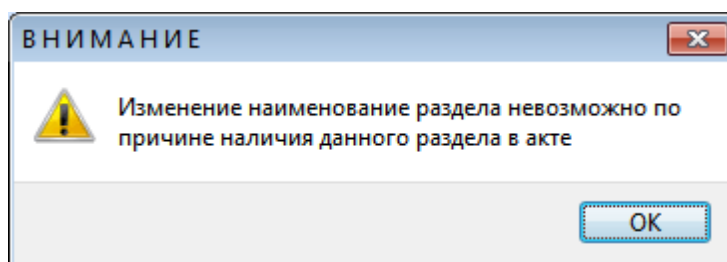 ВНИМАНИЕ
Изменение наименование раздела невозможно по
причине наличия данного раздела в акте
OK